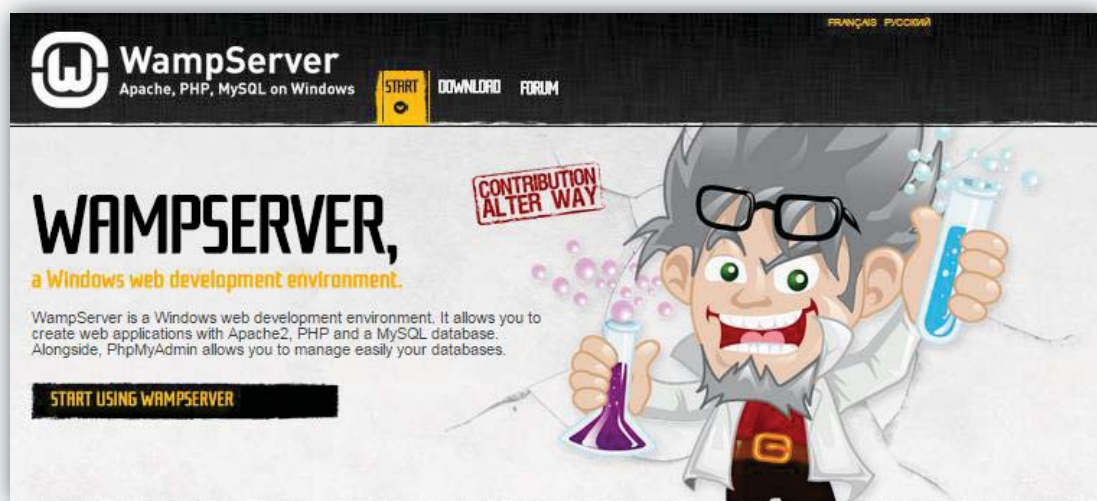 FRANÇAIS РУССКИЙ
WampServer
Apache, PHP, MySQL on Windows
START DOWNLOAD FORUM
CONTRIBUTION
ALTER WAY
WAMPSERVER,
a Windows web development environment.
WampServer is a Windows web development environment. It allows you to
create web applications with Apache2, PHP and a MySQL database.
Alongside, PhpMyAdmin allows you to manage easily your databases.
START USING WAMPSERVER